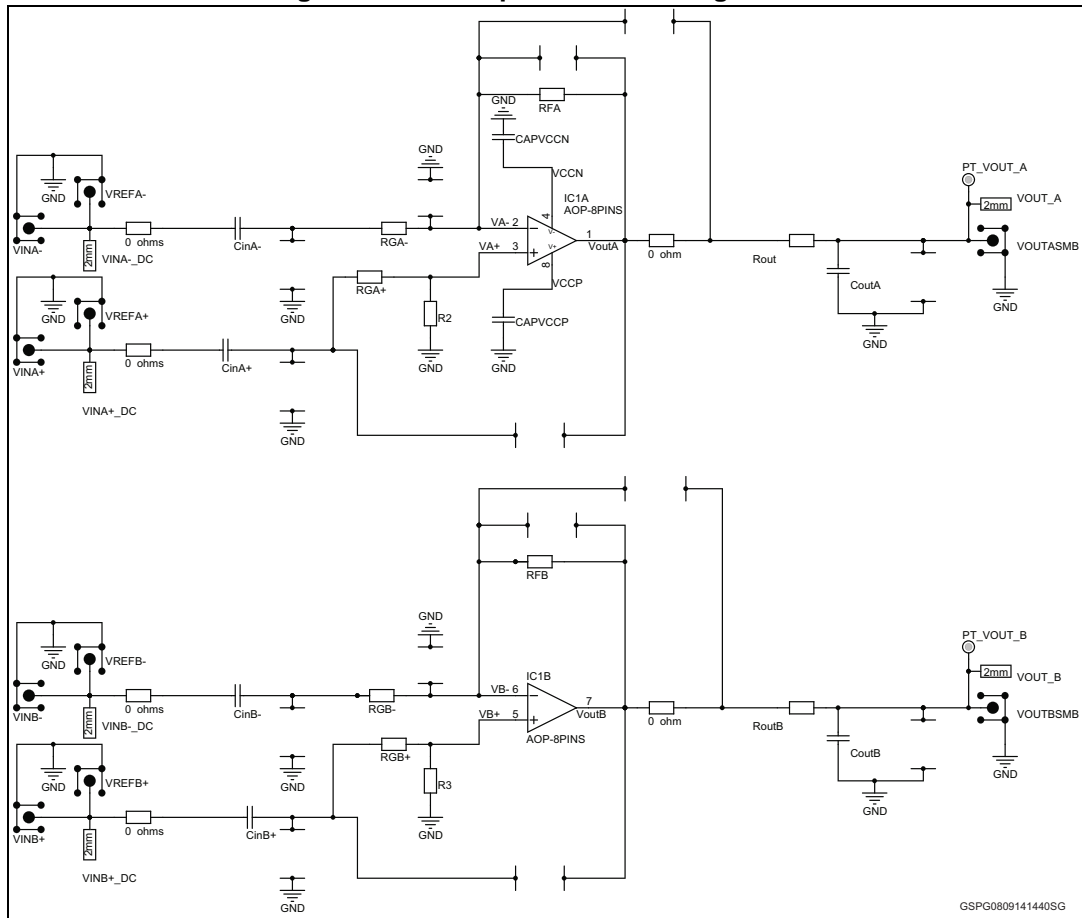 GND
RFA
CAPVCCN
PT_VOUT_A
VCCN
GND
VREFA-
GND
IC1A
AOP-8PINS
2mm
VOUT_A
4
V-
VA- 2
1
VoutA
VINA-
0 ohms
CinA-
RGA-
0 ohm
Rout
VOUTASMB
2mm
VINA-_DC
VA+
3
V+
8
VCCP
RGA+
CoutA
GND
VREFA+
GND
R2
CAPVCCP
GND
GND
GND
GND
VINA+
0 ohms
CinA+
2mm
VINA+_DC
GND
RFB
GND
PT_VOUT_B
GND
VREFB-
IC1B
2mm
VOUT_B
VB- 6
7
VoutB
VINB-
0 ohms
CinB-
RGB-
0 ohm
RoutB
VOUTBSMB
2mm
VINB-_DC
VB+
5
AOP-8PINS
RGB+
CoutB
GND
VREFB+
GND
R3
GND
GND
GND
VINB+
0 ohms
CinB+
GND
2mm
VINB+_DC
GND
GSPG0809141440SG